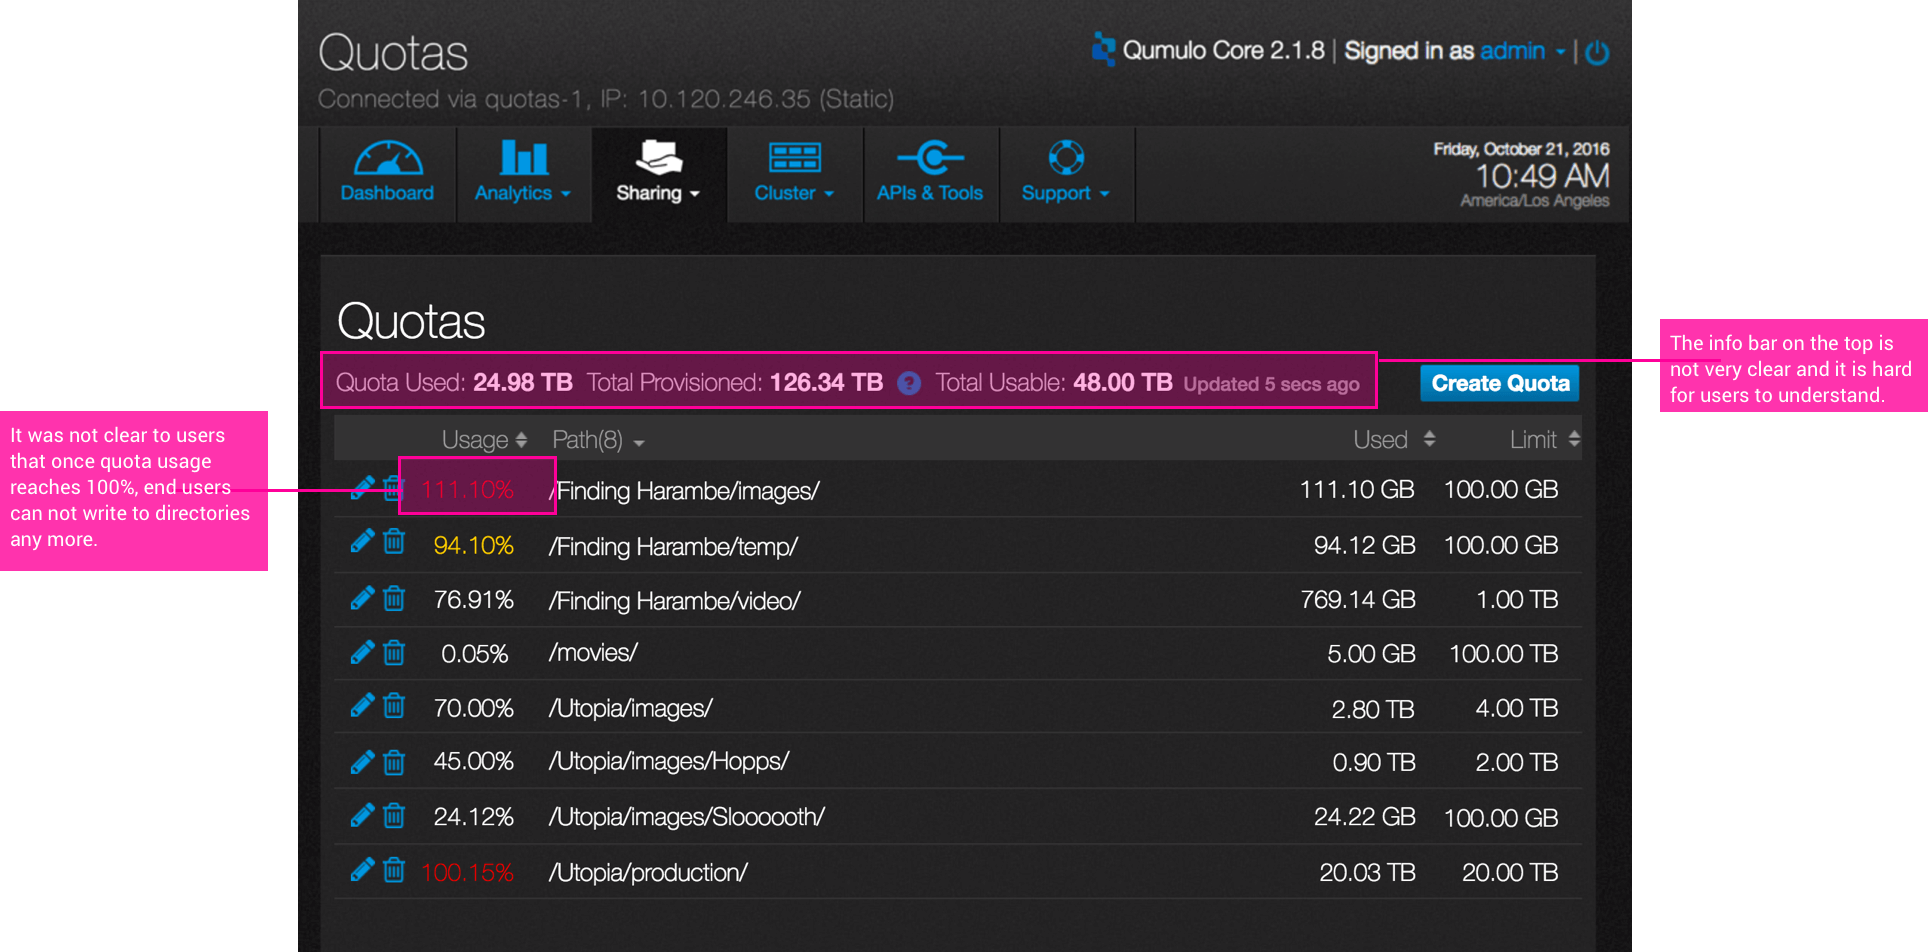 Quotas
Qumulo Core 2.1.8 | Signed in as admin |
Connected via quotas-1, IP: 10.120.246.35 (Static)
Dashboard
Analytics
Sharing
Cluster
APIs & Tools
Support
Friday, October 21, 2016
10:49 AM
America/Los Angeles
Quotas
Quota Used: 24.98 TB Total Provisioned: 126.34 TB ? Total Usable: 48.00 TB Updated 5 secs ago
Create Quota
The info bar on the top is
not very clear and it is hard
for users to understand.
It was not clear to users
that once quota usage
reaches 100%, end users
can not write to directories
any more.
Usage Path(8) Used Limit
111.10% /Finding Harambe/images/ 111.10 GB 100.00 GB
94.10% /Finding Harambe/temp/ 94.12 GB 100.00 GB
76.91% /Finding Harambe/video/ 769.14 GB 1.00 TB
0.05% /movies/ 5.00 GB 100.00 TB
70.00% /Utopia/images/ 2.80 TB 4.00 TB
45.00% /Utopia/images/Hopps/ 0.90 TB 2.00 TB
24.12% /Utopia/images/Sloooooth/ 24.22 GB 100.00 GB
100.15% /Utopia/production/ 20.03 TB 20.00 TB